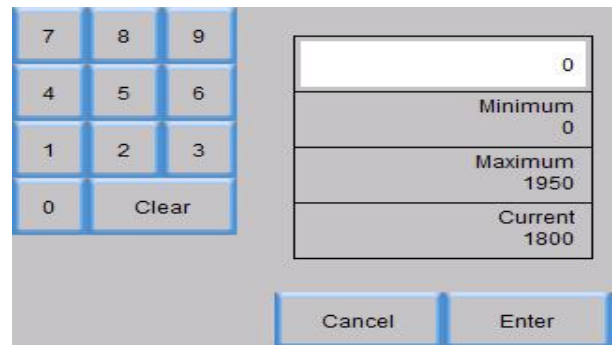 7 8 9
4 5 6
1 2 3
0 Clear
0
Minimum
0
Maximum
1950
Current
1800
Cancel Enter